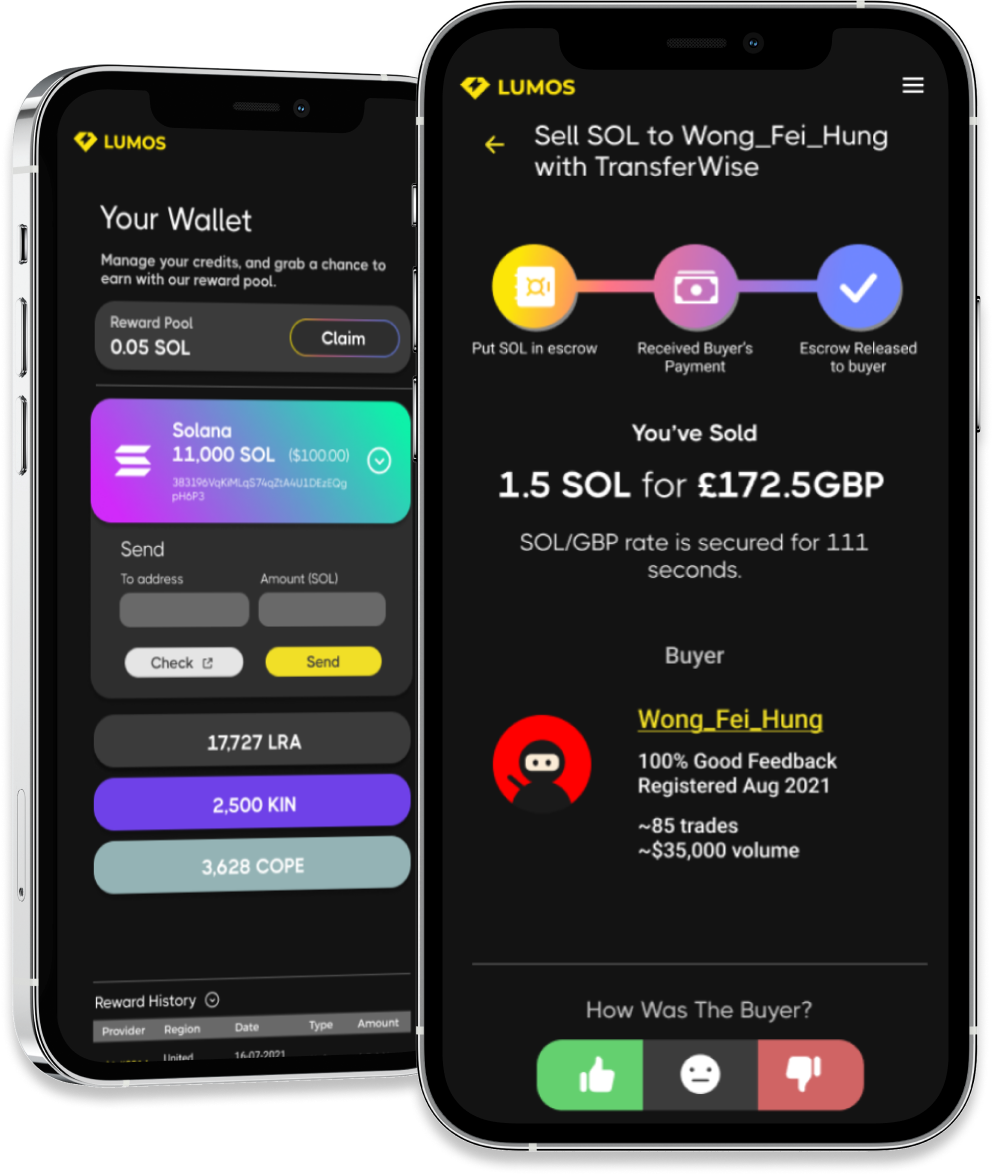 LUMOS
Your Wallet
Manage your credits, and grab a chance to
earn with our reward pool.
Reward Pool
0.05 SOL
Claim
Solana
11,000 SOL ($100.00)
383196VqKiMLqS74qZtA4U1DEzEQg
pH6P3
Send
To address
Amount (SOL)
Check
Send
17,727 LRA
2,500 KIN
3,628 COPE
Reward History
Provider Region Date Type Amount
United 16-07-2021
LUMOS
Sell SOL to Wong_Fei_Hung
with TransferWise
Put SOL in escrow
Received Buyer's
Payment
Escrow Released
to buyer
You've Sold
1.5 SOL for £172.5GBP
SOL/GBP rate is secured for 111
seconds.
Buyer
Wong_Fei_Hung
100% Good Feedback
Registered Aug 2021
~85 trades
~$35,000 volume
How Was The Buyer?